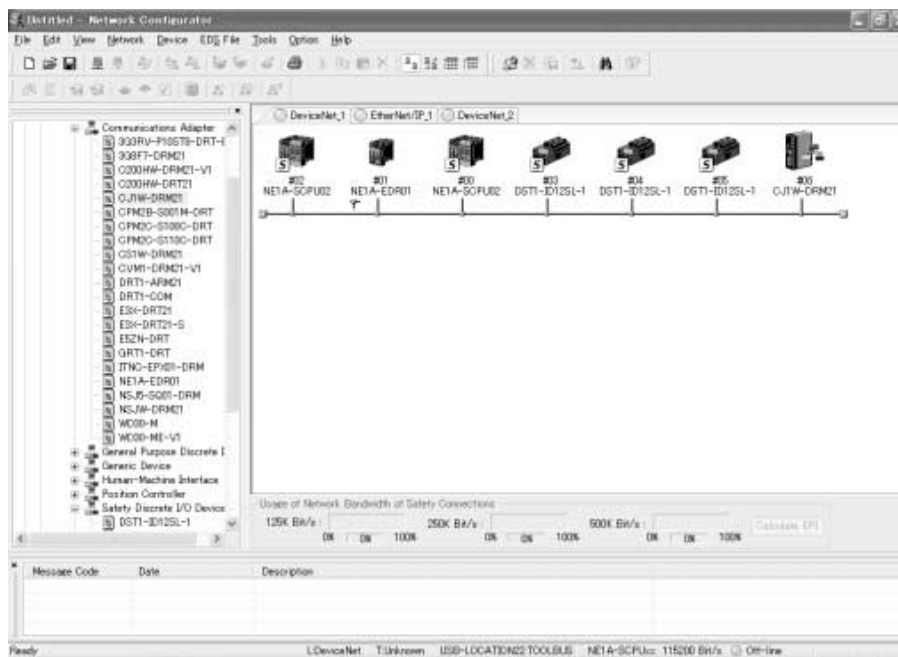 Untitled - Network Configurator
File Edit View Network Device EDS File Tools Option Help
DeviceNet_1 EtherNet/IP_1 DeviceNet_2
Communications Adapter
3G8F7-DRM21
C200HW-DRM21-V1
C200HW-DRT21
CJ1W-DRM21
CPM2B-S001M-DRT
CPM2C-S100C-DRT
CPM2C-S110C-DRT
CS1W-DRM21
CVM1-DRM21-V1
DRT1-ARM21
DRT1-COM
E3X-DRT21
E3X-DRT21-S
E5ZN-DRT
GRT1-DRT
ITNC-EPX01-DRM
NE1A-EDR01
NSJ5-SQ01-DRM
NSJW-DRM21
WD30-M
WD30-ME-V1
General Purpose Discrete I
Generic Device
Human-Machine Interface
Position Controller
Safety Discrete I/O Device
DST1-ID12SL-1
#02 #01 #00 #03 #04 #05 #06
NE1A-SCPU02 NE1A-EDR01 NE1A-SCPU02 DST1-ID12SL-1 DST1-ID12SL-1 DST1-ID12SL-1 CJ1W-DRM21
Usage of Network Bandwidth of Safety Connections
125K Bit/s : 250K Bit/s : 500K Bit/s : Calculate EPI
0% 0% 100% 0% 0% 100% 0% 0% 100%
Message Code Date Description
Ready L:DeviceNet T:Unknown USB-LOCATION22TOOLBUS NE1A-SCPUxx 115200 Bit/s Off-line